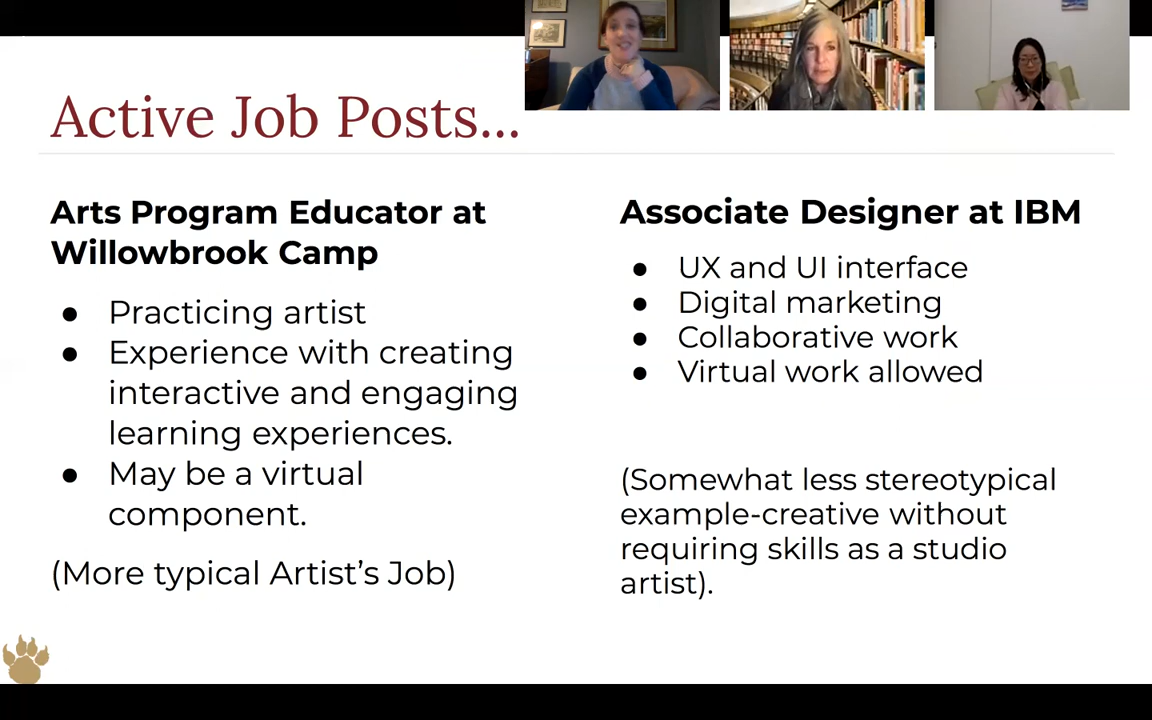 Active Job Posts...
Arts Program Educator at
Willowbrook Camp
● Practicing artist
● Experience with creating
interactive and engaging
learning experiences.
● May be a virtual
component.
(More typical Artist's Job)
Associate Designer at IBM
● UX and UI interface
● Digital marketing
● Collaborative work
● Virtual work allowed
(Somewhat less stereotypical
example-creative without
requiring skills as a studio
artist).